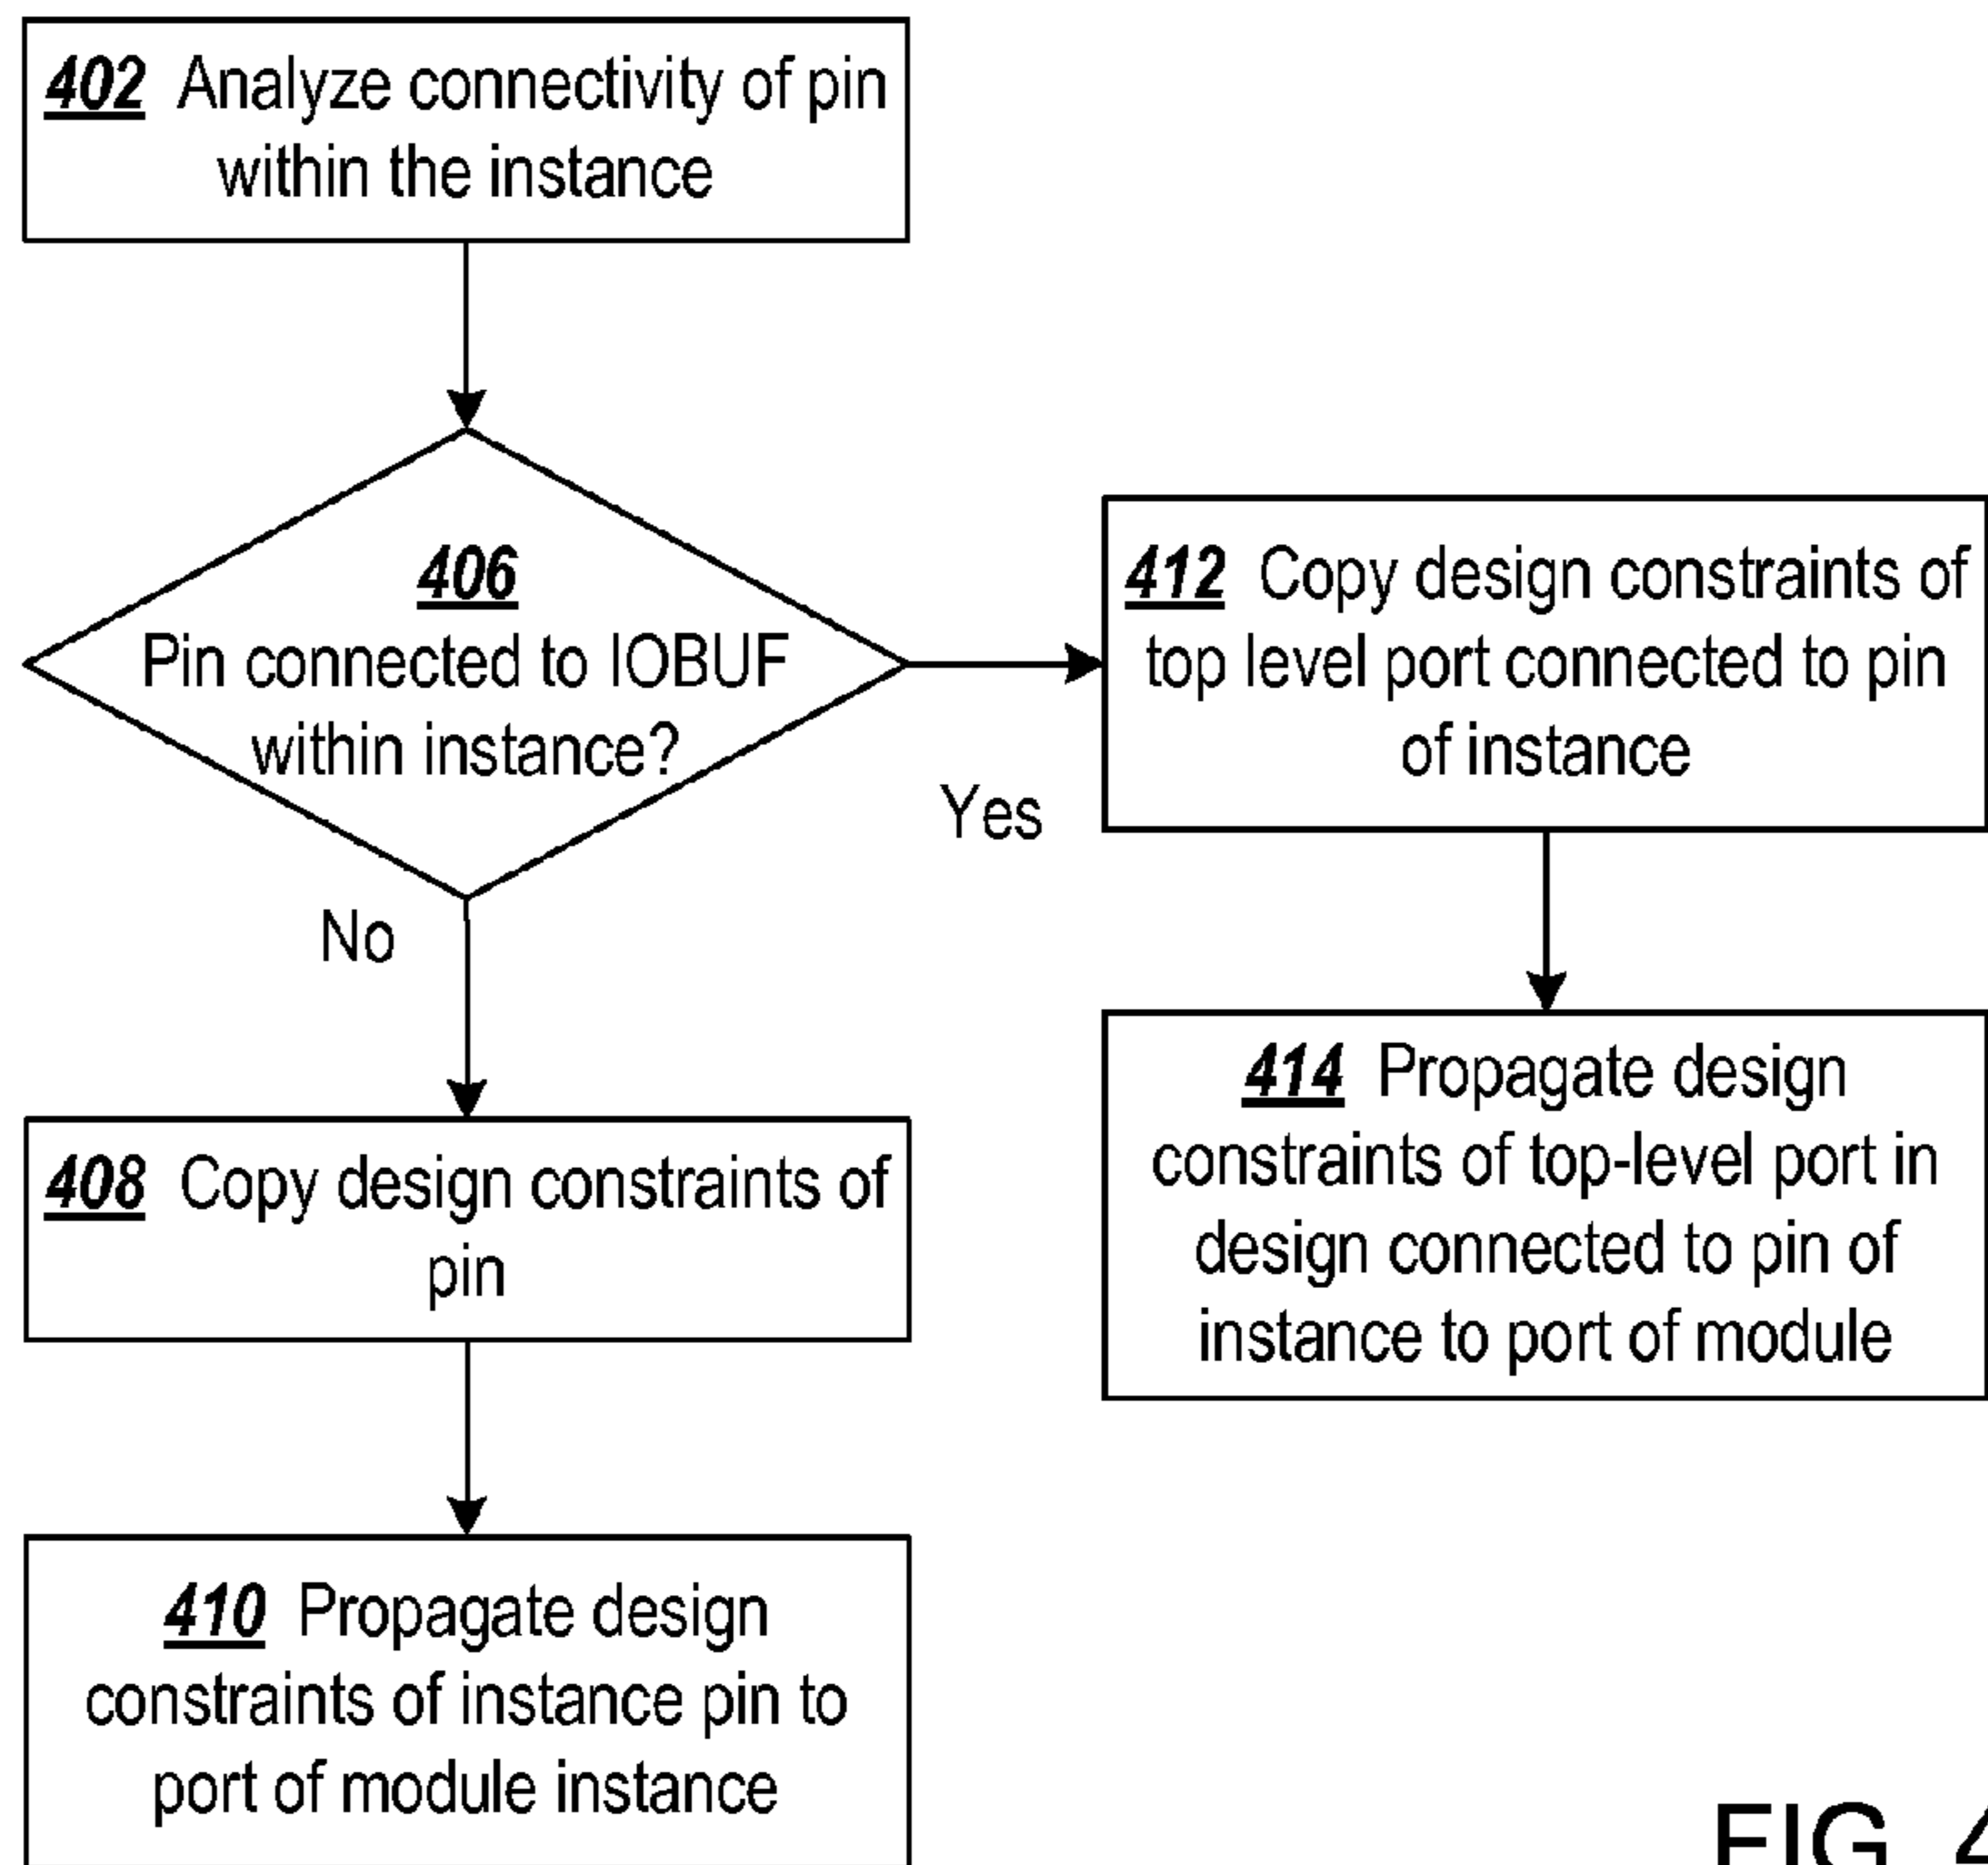 402 Analyze connectivity of pin
within the instance
406
Pin connected to IOBUF
within instance?
Yes
No
412 Copy design constraints of
top level port connected to pin
of instance
414 Propagate design
constraints of top-level port in
design connected to pin of
instance to port of module
408 Copy design constraints of
pin
410 Propagate design
constraints of instance pin to
port of module instance
FIG. 4